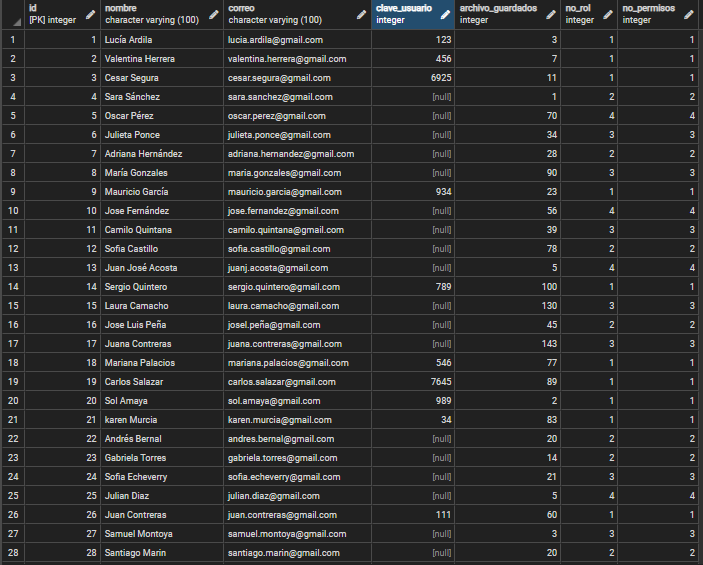 id nombre correo clave_usuario archivo_guardados no_rol no_permisos
[PK] integer character varying (100) character varying (100) integer integer integer integer
1 1 Lucía Ardila lucia.ardila@gmail.com 123 3 1 1
2 2 Valentina Herrera valentina.herrera@gmail.com 456 7 1 1
3 3 Cesar Segura cesar.segura@gmail.com 6925 11 1 1
4 4 Sara Sánchez sara.sanchez@gmail.com [null] 1 2 2
5 5 Oscar Pérez oscar.perez@gmail.com [null] 70 4 4
6 6 Julieta Ponce julieta.ponce@gmail.com [null] 34 3 3
7 7 Adriana Hernández adriana.hernandez@gmail.com [null] 28 2 2
8 8 María Gonzales maria.gonzales@gmail.com [null] 90 3 3
9 9 Mauricio García mauricio.garcia@gmail.com 934 23 1 1
10 10 Jose Fernández jose.fernandez@gmail.com [null] 56 4 4
11 11 Camilo Quintana camilo.quintana@gmail.com [null] 39 3 3
12 12 Sofia Castillo sofia.castillo@gmail.com [null] 78 2 2
13 13 Juan José Acosta juanj.acosta@gmail.com [null] 5 4 4
14 14 Sergio Quintero sergio.quintero@gmail.com 789 100 1 1
15 15 Laura Camacho laura.camacho@gmail.com [null] 130 3 3
16 16 Jose Luis Peña josel.peña@gmail.com [null] 45 2 2
17 17 Juana Contreras juana.contreras@gmail.com [null] 143 3 3
18 18 Mariana Palacios mariana.palacios@gmail.com 546 77 1 1
19 19 Carlos Salazar carlos.salazar@gmail.com 7645 89 1 1
20 20 Sol Amaya sol.amaya@gmail.com 989 2 1 1
21 21 karen Murcia karen.murcia@gmail.com 34 83 1 1
22 22 Andrés Bernal andres.bernal@gmail.com [null] 20 2 2
23 23 Gabriela Torres gabriela.torres@gmail.com [null] 14 2 2
24 24 Sofia Echeverry sofia.echeverry@gmail.com [null] 21 3 3
25 25 Julian Diaz julian.diaz@gmail.com [null] 5 4 4
26 26 Juan Contreras juan.contreras@gmail.com 111 60 1 1
27 27 Samuel Montoya samuel.montoya@gmail.com [null] 3 3 3
28 28 Santiago Marin santiago.marin@gmail.com [null] 20 2 2